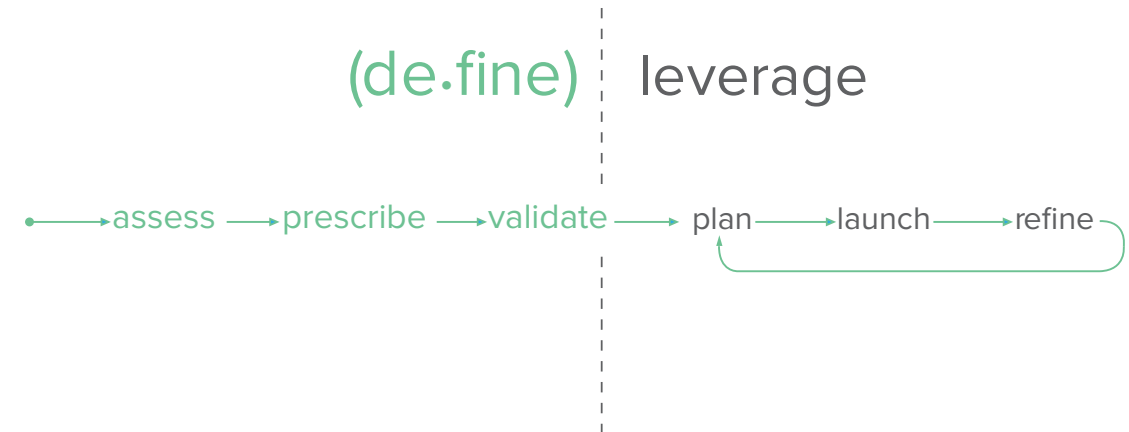 (de•fine) leverage
assess prescribe validate plan launch refine